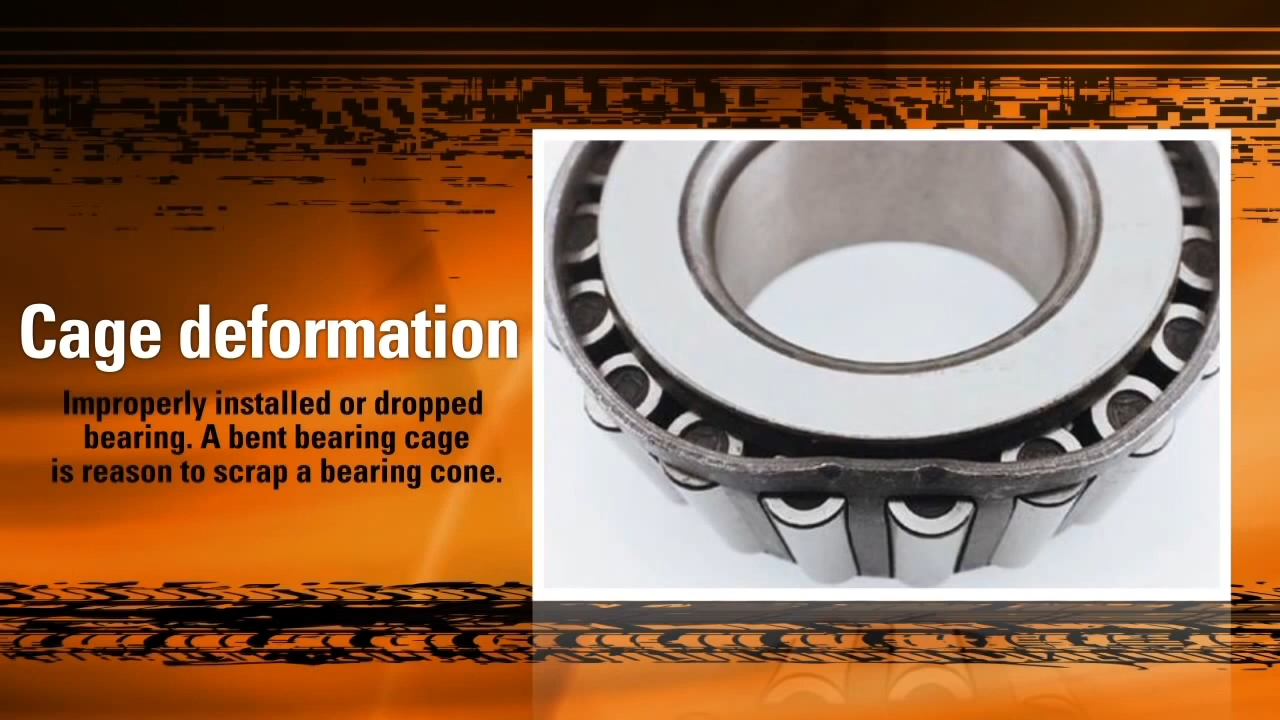 Cage deformation
Improperly installed or dropped
bearing. A bent bearing cage
is reason to scrap a bearing cone.